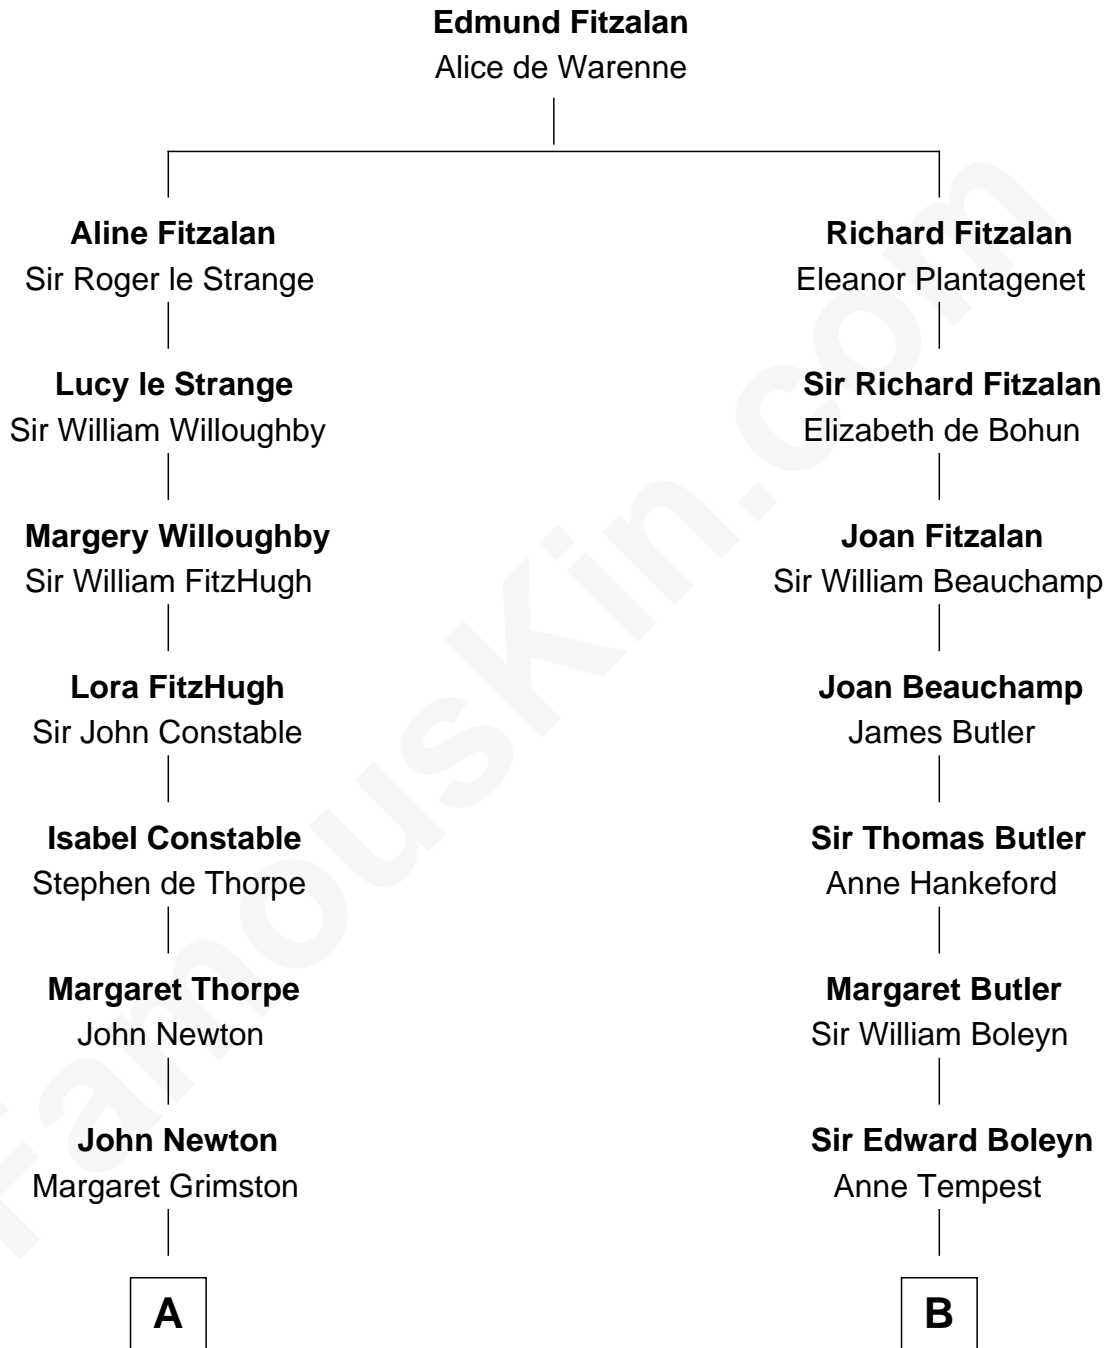 Edmund Fitzalan
Alice de Warenne
Aline Fitzalan
Sir Roger le Strange
Richard Fitzalan
Eleanor Plantagenet
Lucy le Strange
Sir William Willoughby
Sir Richard Fitzalan
Elizabeth de Bohun
Margery Willoughby
Sir William FitzHugh
Joan Fitzalan
Sir William Beauchamp
Lora FitzHugh
Sir John Constable
Joan Beauchamp
James Butler
Isabel Constable
Stephen de Thorpe
Sir Thomas Butler
Anne Hankeford
Margaret Thorpe
John Newton
Margaret Butler
Sir William Boleyn
John Newton
Margaret Grimston
Sir Edward Boleyn
Anne Tempest
A
B
FamousKin.com